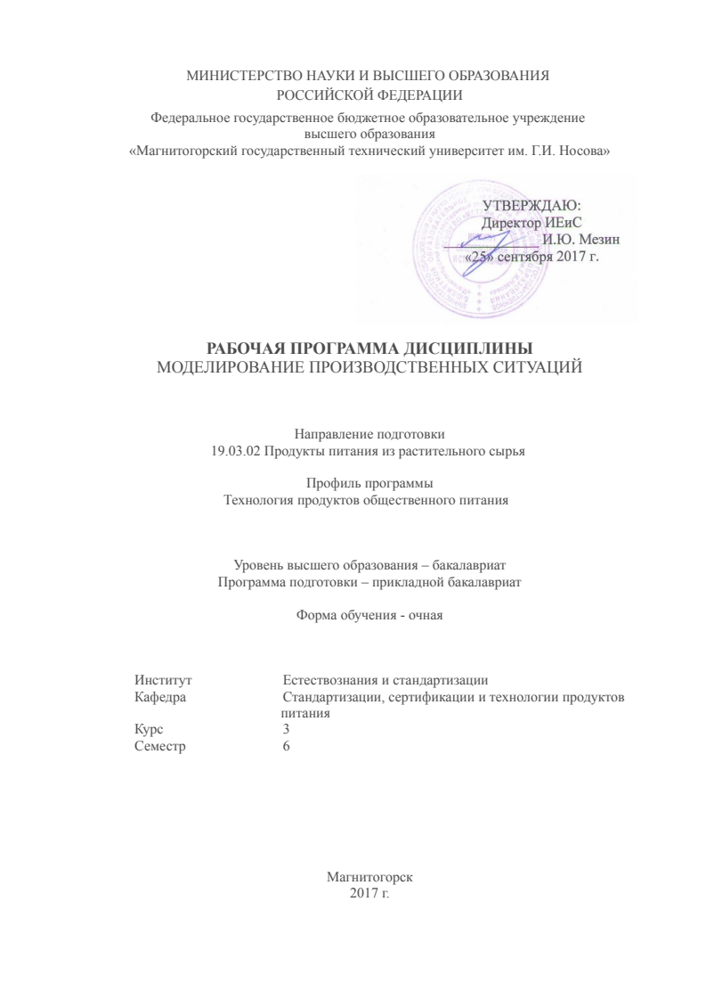 МИНИСТЕРСТВО НАУКИ И ВЫСШЕГО ОБРАЗОВАНИЯ
РОССИЙСКОЙ ФЕДЕРАЦИИ
Федеральное государственное бюджетное образовательное учреждение
высшего образования
«Магнитогорский государственный технический университет им. Г.И. Носова»
УТВЕРЖДАЮ:
Директор ИЕиС
И.Ю. Мезин
«25» сентября 2017 г.
РАБОЧАЯ ПРОГРАММА ДИСЦИПЛИНЫ
МОДЕЛИРОВАНИЕ ПРОИЗВОДСТВЕННЫХ СИТУАЦИЙ
Направление подготовки
19.03.02 Продукты питания из растительного сырья
Профиль программы
Технология продуктов общественного питания
Уровень высшего образования – бакалавриат
Программа подготовки – прикладной бакалавриат
Форма обучения - очная
Институт Естествознания и стандартизации
Кафедра Стандартизации, сертификации и технологии продуктов
питания
Курс 3
Семестр 6
Магнитогорск
2017 г.